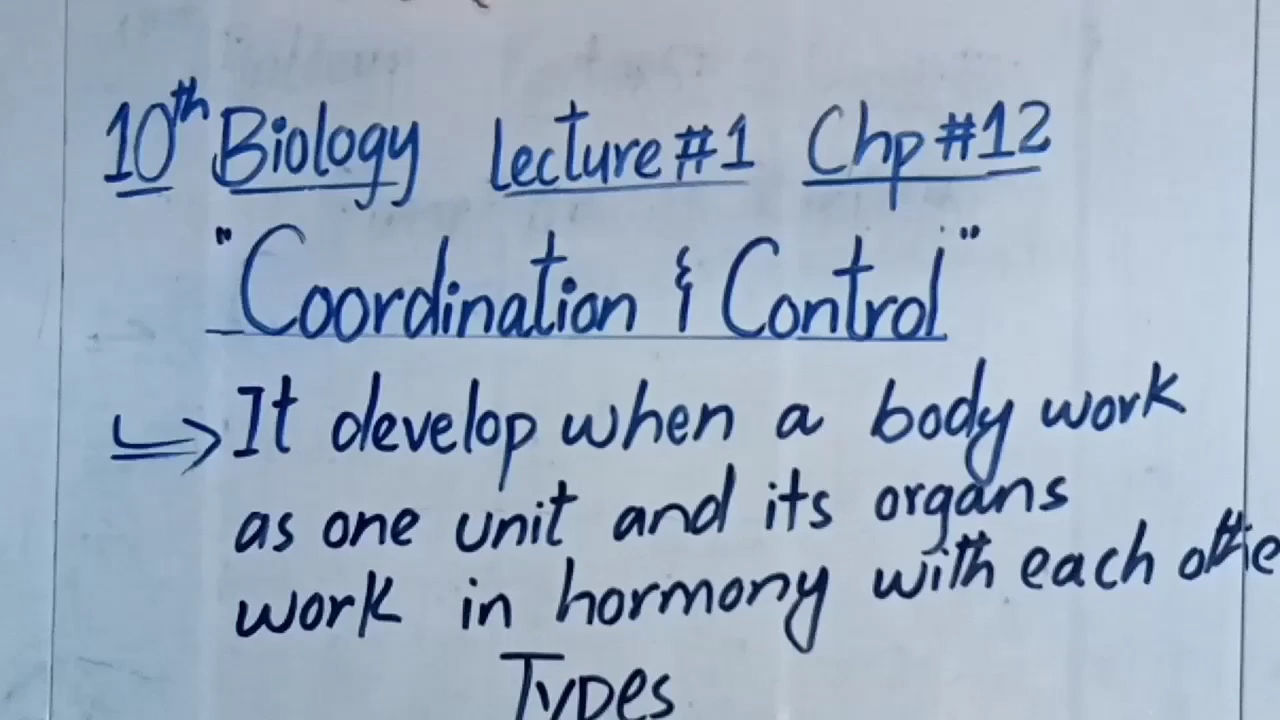 10th Biology Lecture #1 Chp #12
"Coordination & Control"
It develop when a body work
as one unit and its organs
work in hormony with each othe
Types